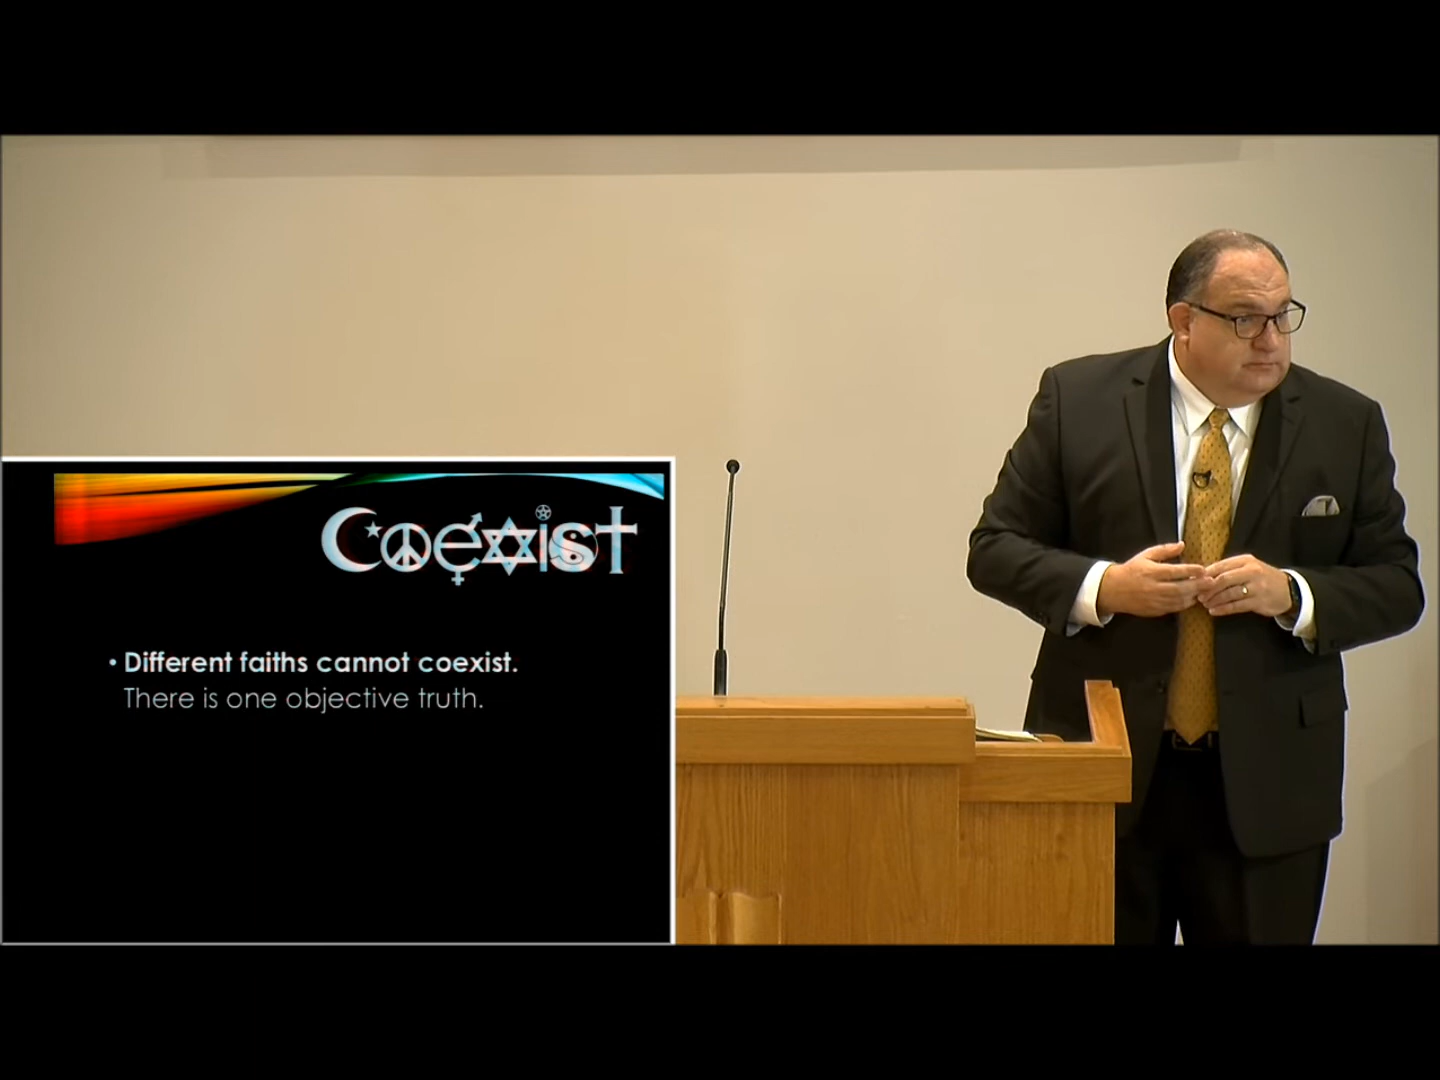 Coexist
• Different faiths cannot coexist.
There is one objective truth.